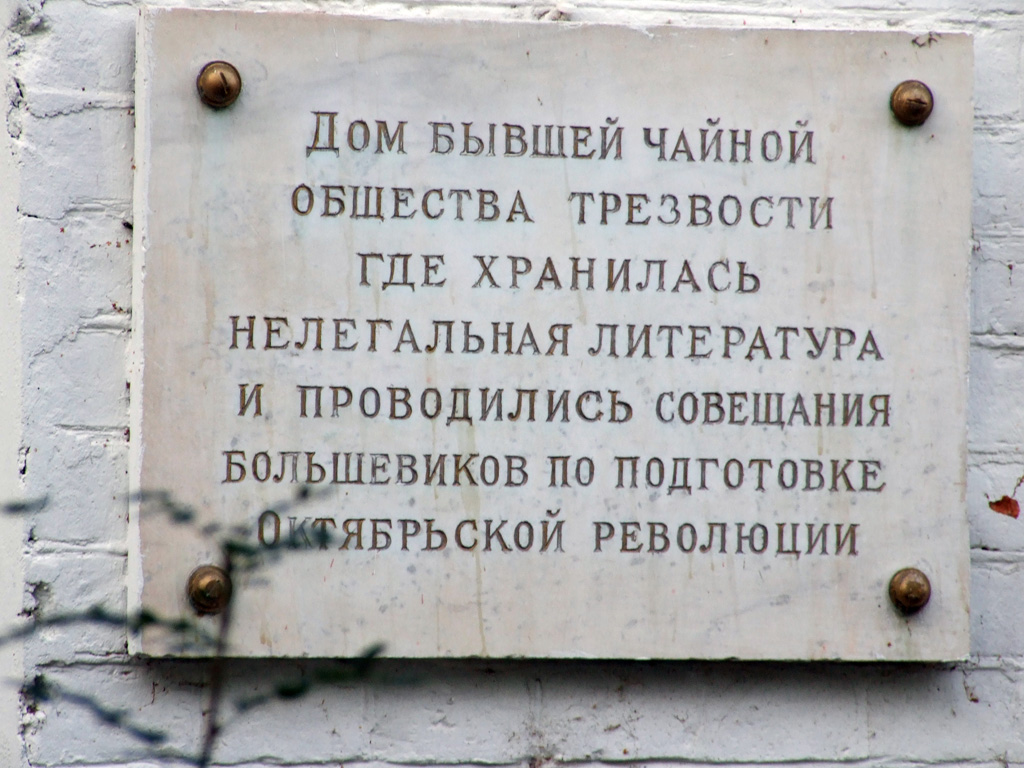 Дом бывшей чайной
общества трезвости
где хранилась
нелегальная литература
и проводились совещания
большевиков по подготовке
Октябрьской революции